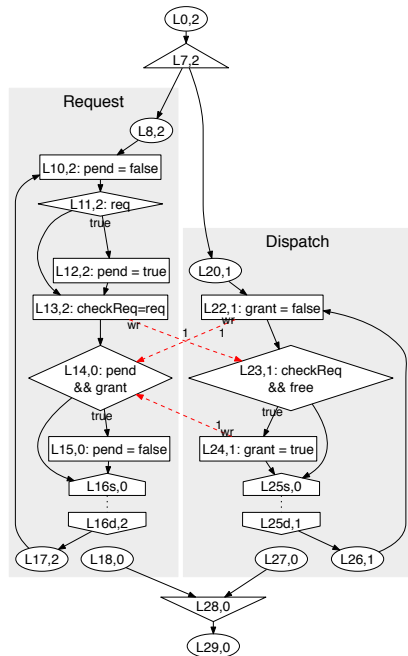 L0,2
L7,2
Request
L8,2
L10,2: pend = false
L11,2: req
true
L12,2: pend = true
L13,2: checkReq=req
wr
L14,0: pend
&& grant
true
L15,0: pend = false
L16s,0
L16d,2
L17,2
L18,0
Dispatch
L20,1
L22,1: grant = false
wr
1
1
L23,1: checkReq
&& free
true
1
wr
L24,1: grant = true
L25s,0
L25d,1
L27,0
L26,1
L28,0
L29,0